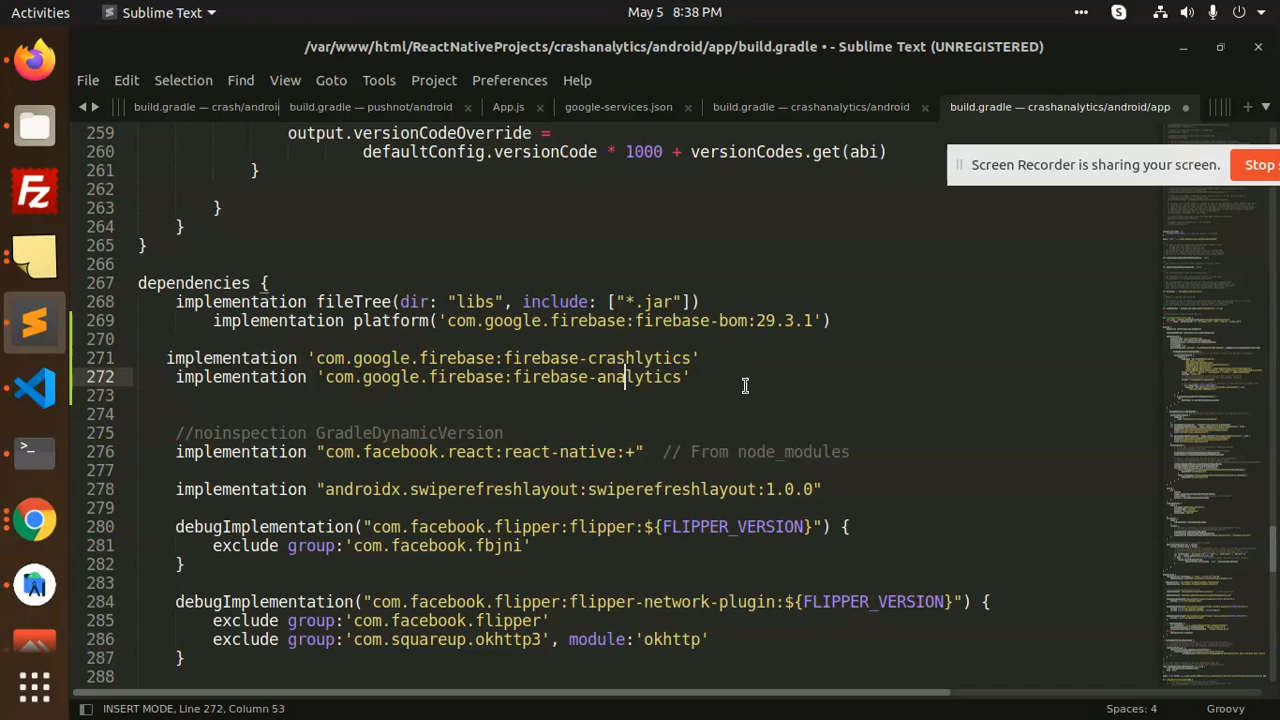 Activities
Sublime Text
May 5 8:38 PM
/var/www/html/ReactNativeProjects/crashanalytics/android/app/build.gradle • - Sublime Text (UNREGISTERED)
File Edit Selection Find View Goto Tools Project Preferences Help
build.gradle — crash/androi
build.gradle — pushnot/android
App.js
google-services.json
build.gradle — crashanalytics/android
build.gradle — crashanalytics/android/app
Screen Recorder is sharing your screen.
Stop s
259 output.versionCodeOverride =
260 defaultConfig.versionCode * 1000 + versionCodes.get(abi)
261 }
262
263 }
264 }
265 }
266
267 dependencies {
268 implementation fileTree(dir: "libs", include: ["*.jar"])
269 implementation platform('com.google.firebase:firebase-bom:29.3.1')
270
271 implementation 'com.google.firebase:firebase-crashlytics'
272 implementation 'com.google.firebase:firebase-analytics'
273
274
275 //noinspection GradleDynamicVersion
276 implementation "com.facebook.react:react-native:+" // From node_modules
277
278 implementation "androidx.swiperefreshlayout:swiperefreshlayout:1.0.0"
279
280 debugImplementation("com.facebook.flipper:flipper:${FLIPPER_VERSION}") {
281 exclude group:'com.facebook.fbjni'
282 }
283
284 debugImplementation("com.facebook.flipper:flipper-network-plugin:${FLIPPER_VERSION}") {
285 exclude group:'com.facebook.flipper'
286 exclude group:'com.squareup.okhttp3', module:'okhttp'
287 }
288
INSERT MODE, Line 272, Column 53
Spaces: 4
Groovy